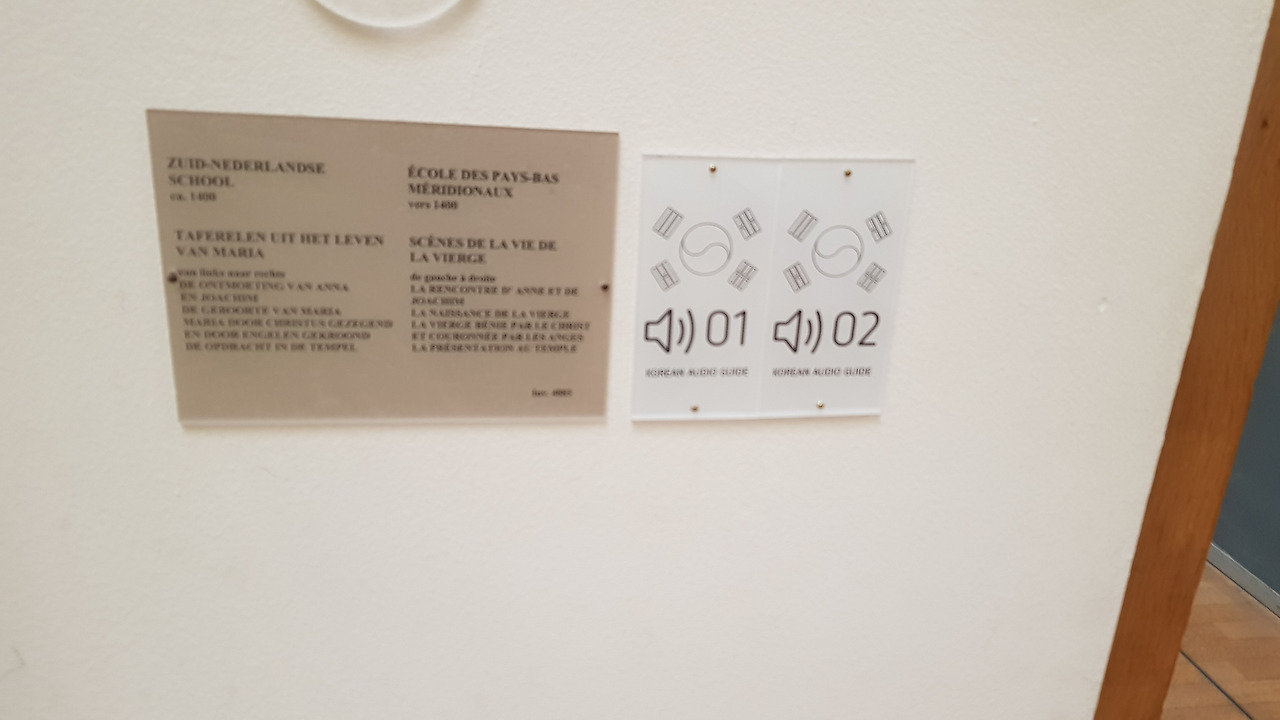 ZUID-NEDERLANDSE
SCHOOL
ca. 1400
TAFERELEN UIT HET LEVEN
VAN MARIA
van links naar rechts
DE ONTMOETING VAN ANNA
EN JOACHIM
DE GEBOORTE VAN MARIA
MARIA DOOR CHRISTUS GEZEGEND
EN DOOR ENGELEN GEKROOND
DE OPDRACHT IN DE TEMPEL
ÉCOLE DES PAYS-BAS
MÉRIDIONAUX
vers 1400
SCÈNES DE LA VIE DE
LA VIERGE
de gauche à droite
LA RENCONTRE D' ANNE ET DE
JOACHIM
LA NAISSANCE DE LA VIERGE
LA VIERGE BÉNIE PAR LE CHRIST
ET COURONNÉE PAR LES ANGES
LA PRÉSENTATION AU TEMPLE
Inv.
01
KOREAN AUDIO GUIDE
02
KOREAN AUDIO GUIDE